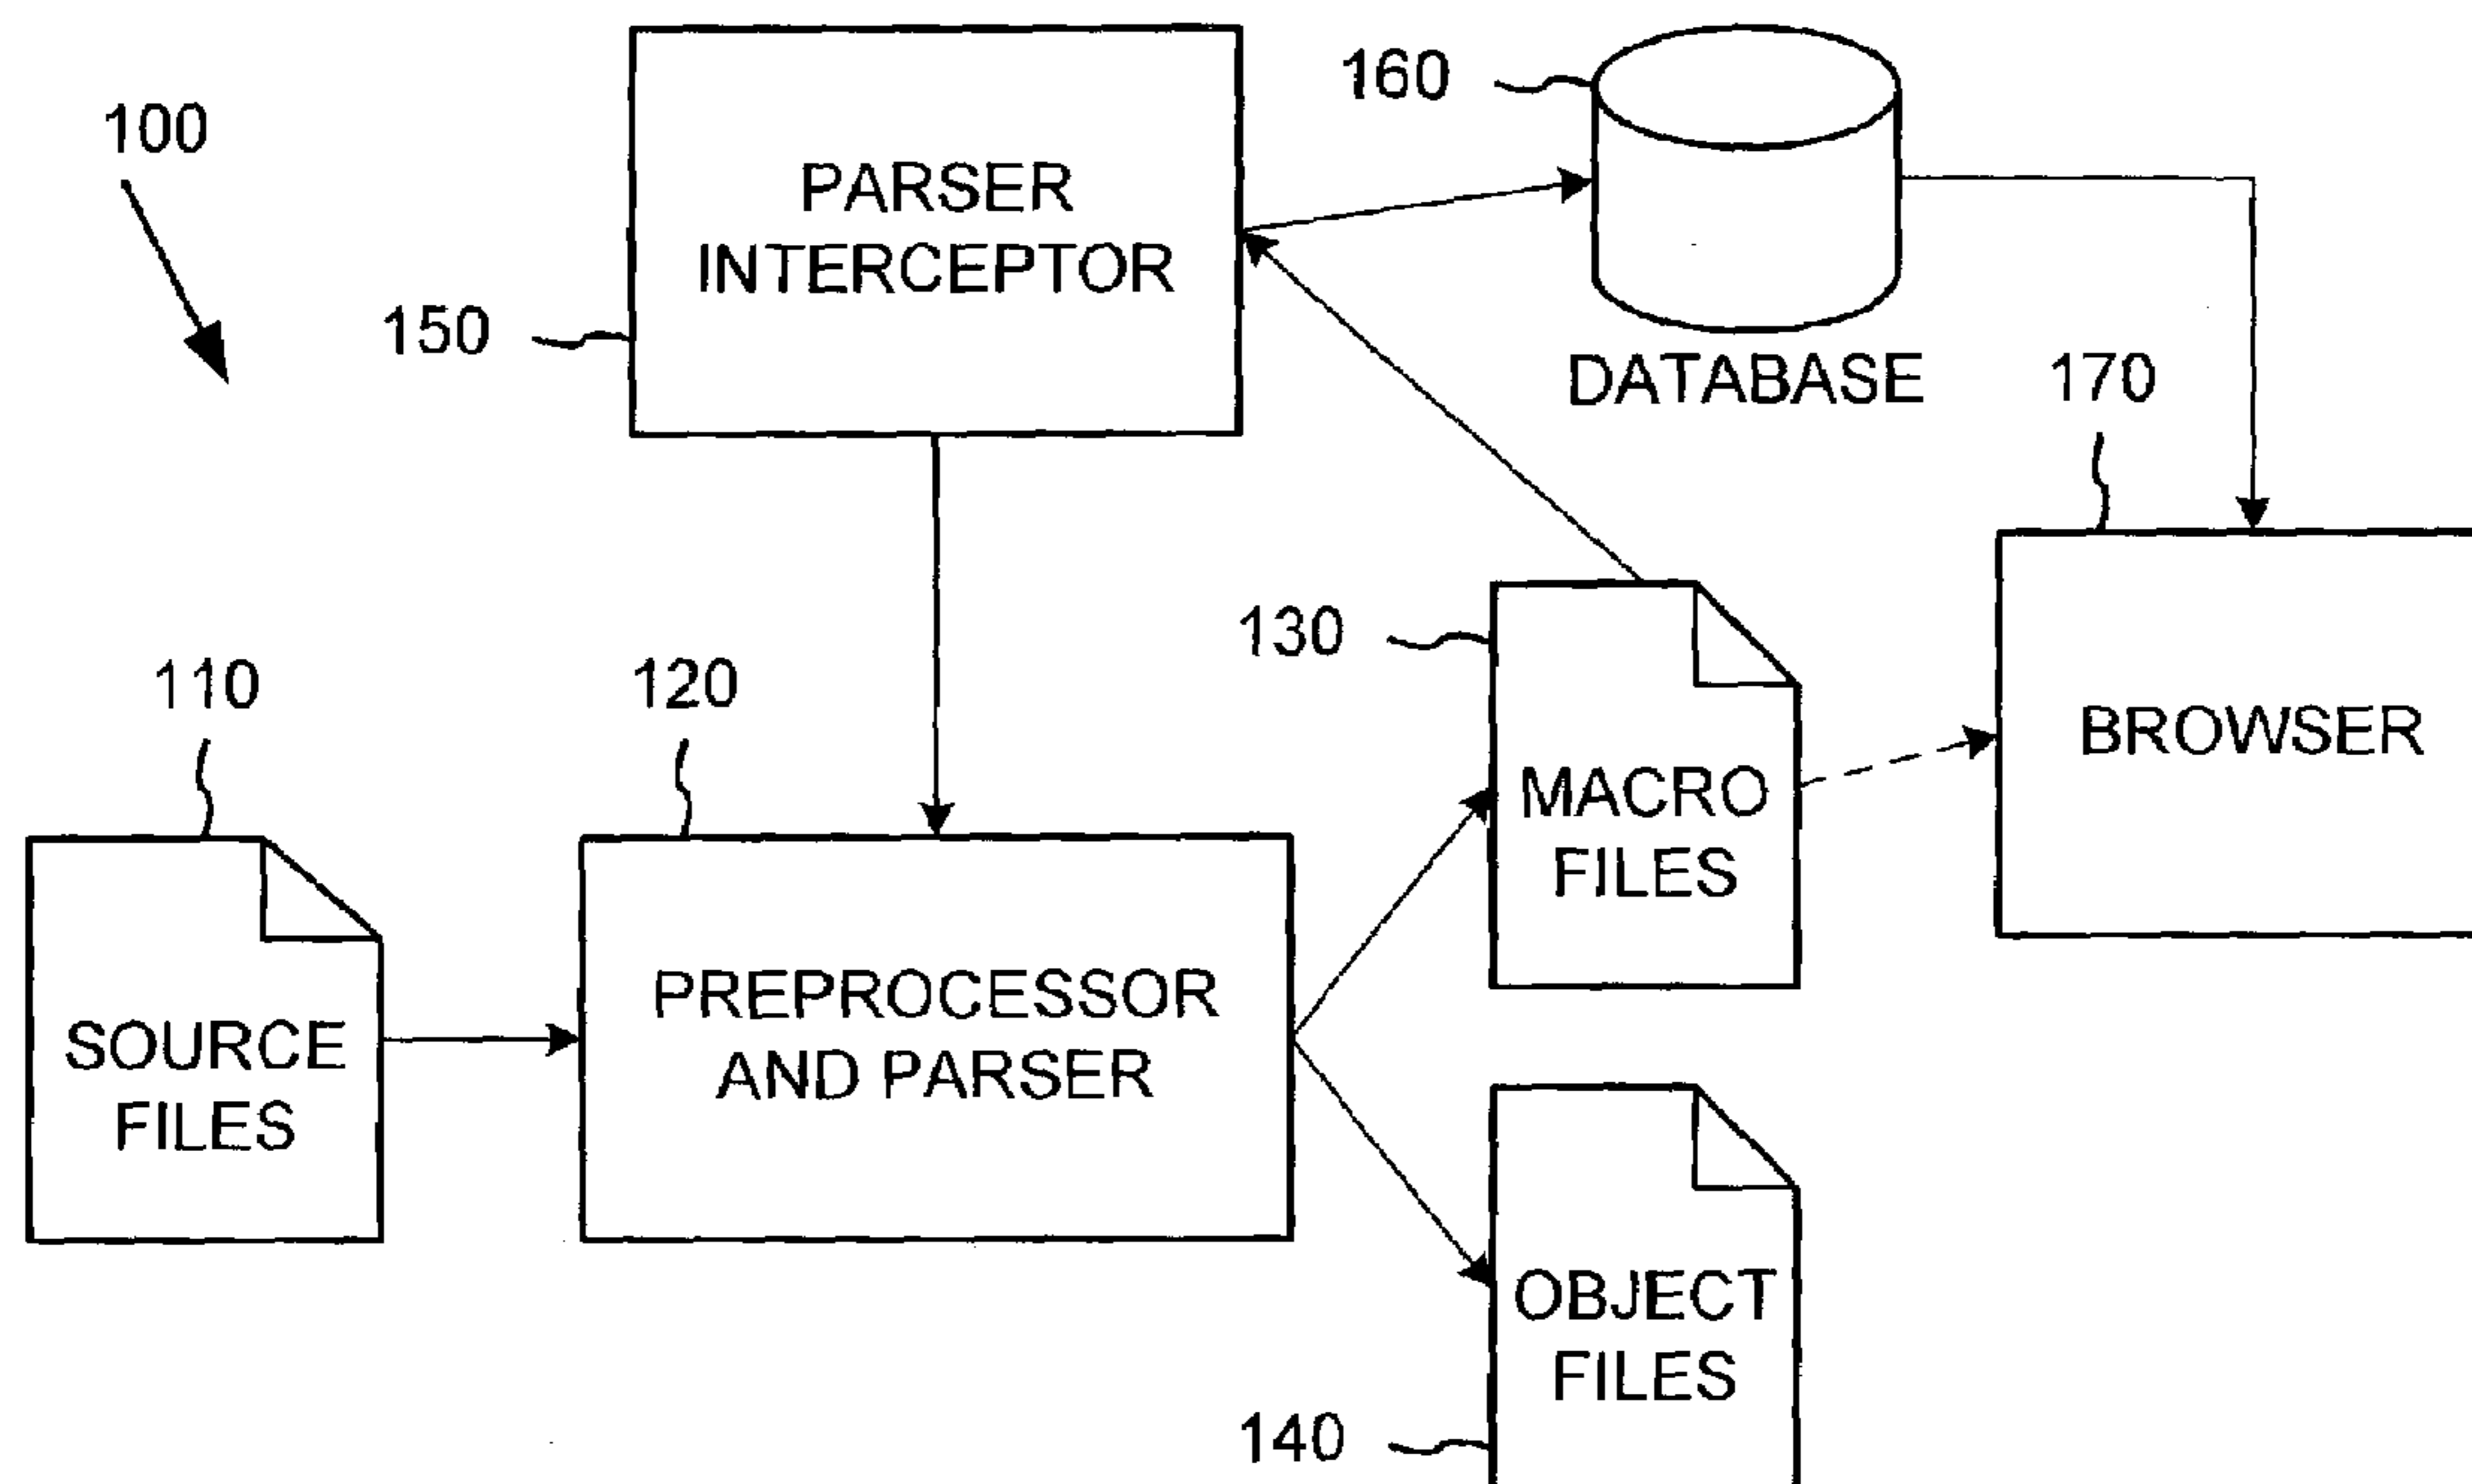 100
PARSER
INTERCEPTOR
150
160
DATABASE
170
BROWSER
130
MACRO
FILES
110
SOURCE
FILES
120
PREPROCESSOR
AND PARSER
OBJECT
FILES
140